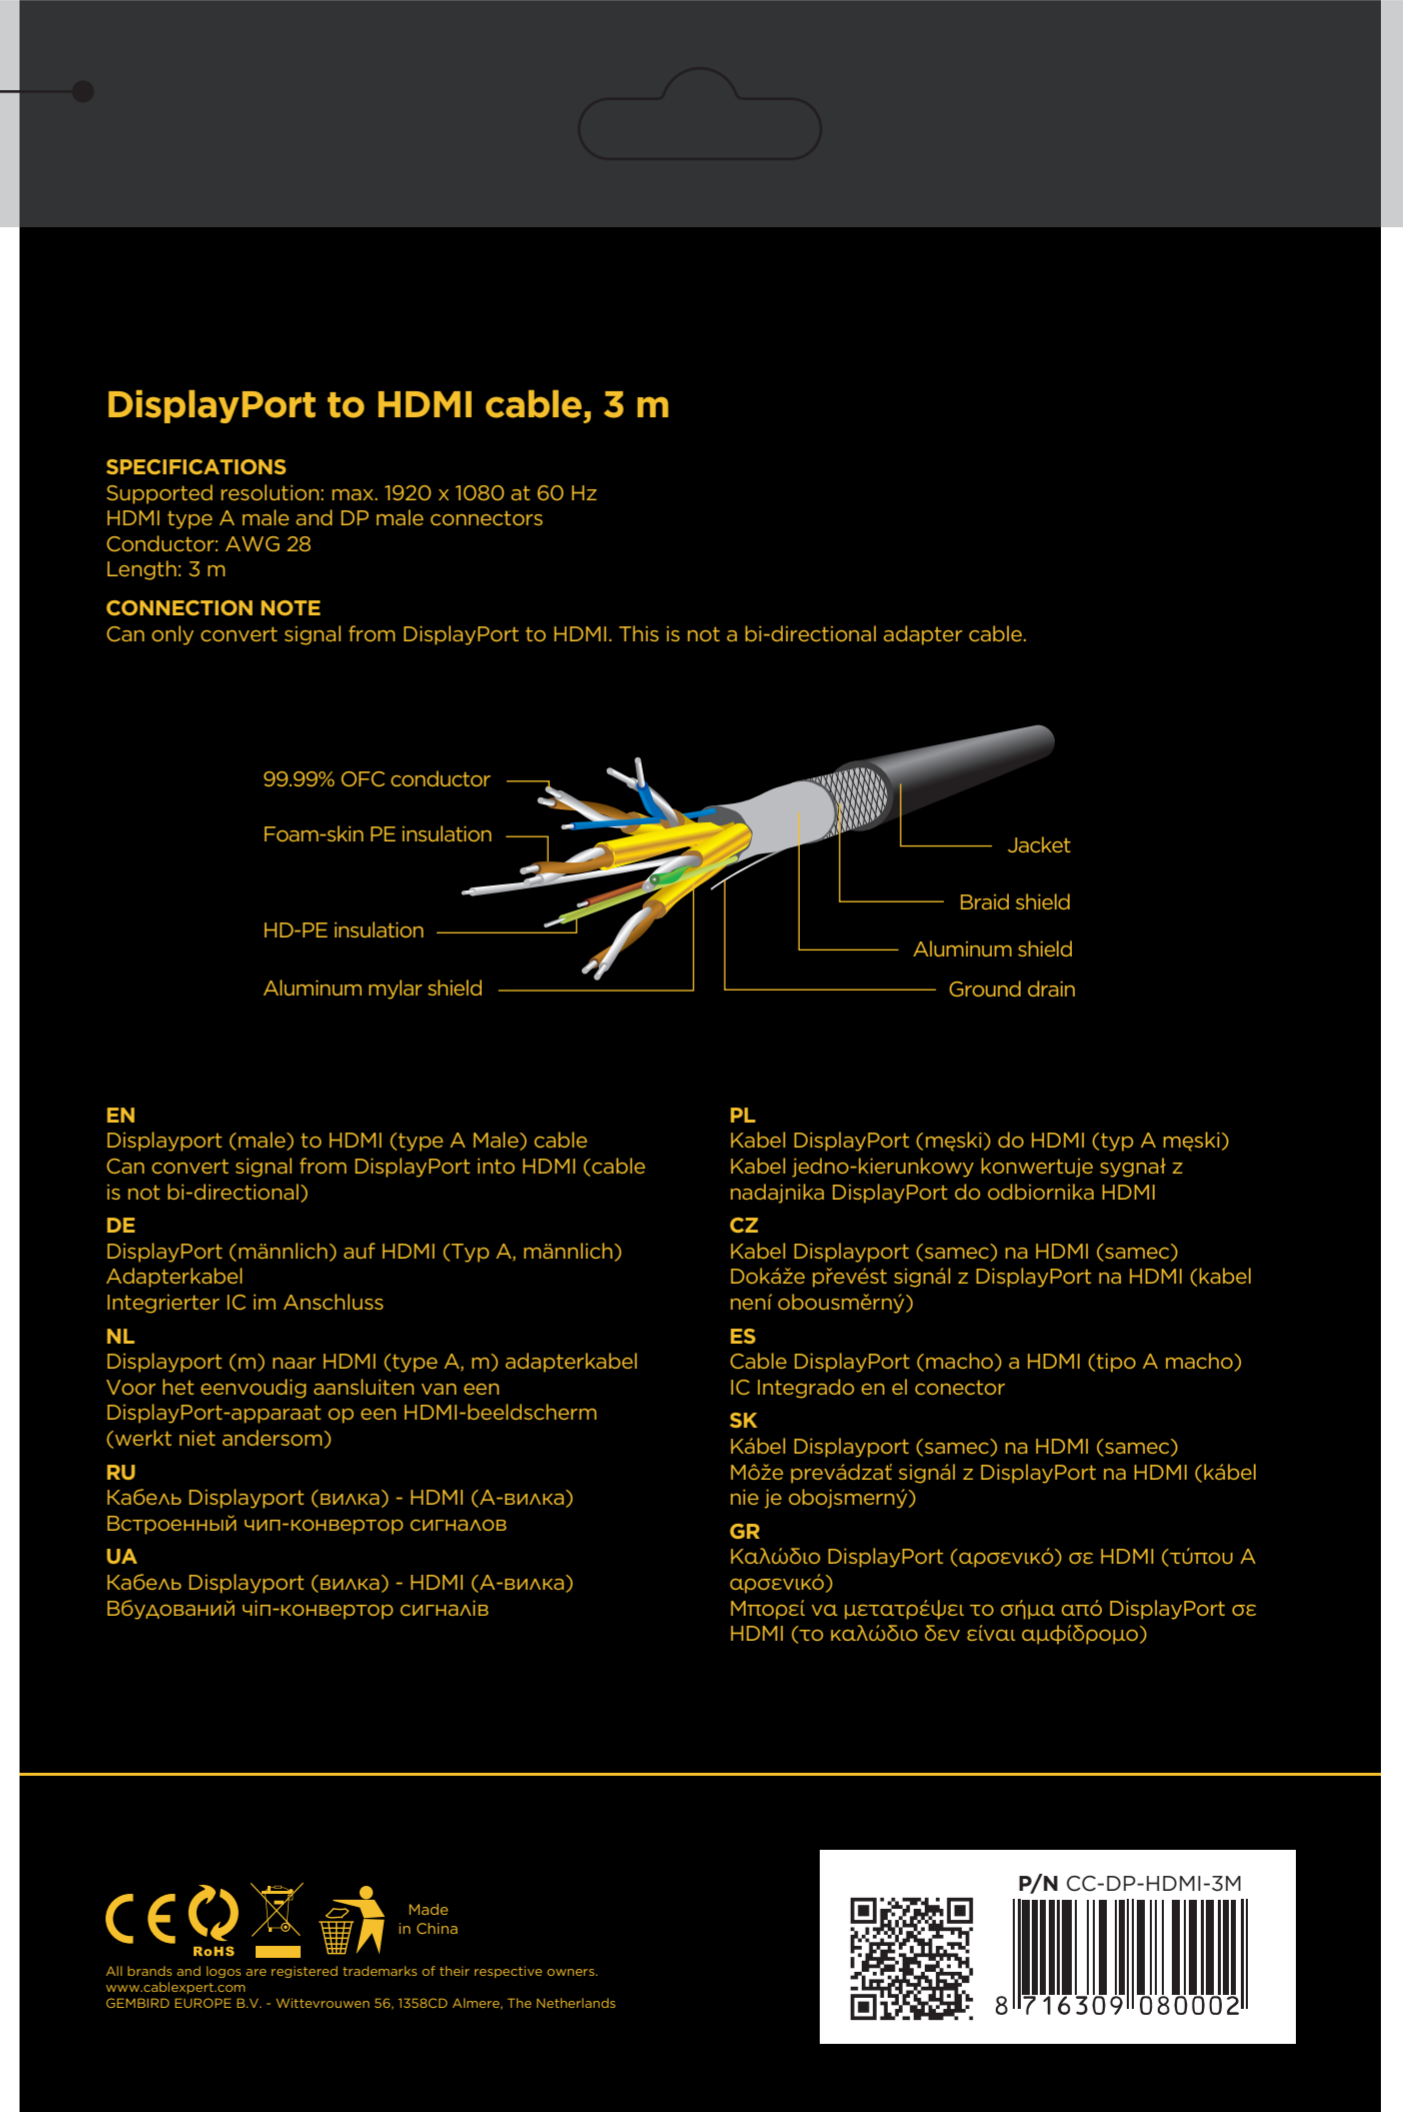 DisplayPort to HDMI cable, 3 m
SPECIFICATIONS
Supported resolution: max. 1920 x 1080 at 60 Hz
HDMI type A male and DP male connectors
Conductor: AWG 28
Length: 3 m
CONNECTION NOTE
Can only convert signal from DisplayPort to HDMI. This is not a bi-directional adapter cable.
99.99% OFC conductor
Foam-skin PE insulation
HD-PE insulation
Aluminum mylar shield
Jacket
Braid shield
Aluminum shield
Ground drain
EN
Displayport (male) to HDMI (type A Male) cable
Can convert signal from DisplayPort into HDMI (cable
is not bi-directional)
DE
DisplayPort (männlich) auf HDMI (Typ A, männlich)
Adapterkabel
Integrierter IC im Anschluss
NL
Displayport (m) naar HDMI (type A, m) adapterkabel
Voor het eenvoudig aansluiten van een
DisplayPort-apparaat op een HDMI-beeldscherm
(werkt niet andersom)
RU
Кабель Displayport (вилка) - HDMI (А-вилка)
Встроенный чип-конвертор сигналов
UA
Кабель Displayport (вилка) - HDMI (А-вилка)
Вбудований чіп-конвертор сигналів
PL
Kabel DisplayPort (męski) do HDMI (typ A męski)
Kabel jedno-kierunkowy konwertuje sygnał z
nadajnika DisplayPort do odbiornika HDMI
CZ
Kabel Displayport (samec) na HDMI (samec)
Dokáže převést signál z DisplayPort na HDMI (kabel
není obousměrný)
ES
Cable DisplayPort (macho) a HDMI (tipo A macho)
IC Integrado en el conector
SK
Kábel Displayport (samec) na HDMI (samec)
Môže prevádzať signál z DisplayPort na HDMI (kábel
nie je obojsmerný)
GR
Καλώδιο DisplayPort (αρσενικό) σε HDMI (τύπου Α
αρσενικό)
Μπορεί να μετατρέψει το σήμα από DisplayPort σε
HDMI (το καλώδιο δεν είναι αμφίδρομο)
CE
RoHS
Made
in China
All brands and logos are registered trademarks of their respective owners.
www.cablexpert.com
GEMBIRD EUROPE B.V. - Wittevrouwen 56, 1358CD Almere, The Netherlands
P/N CC-DP-HDMI-3M
8 716309 080002